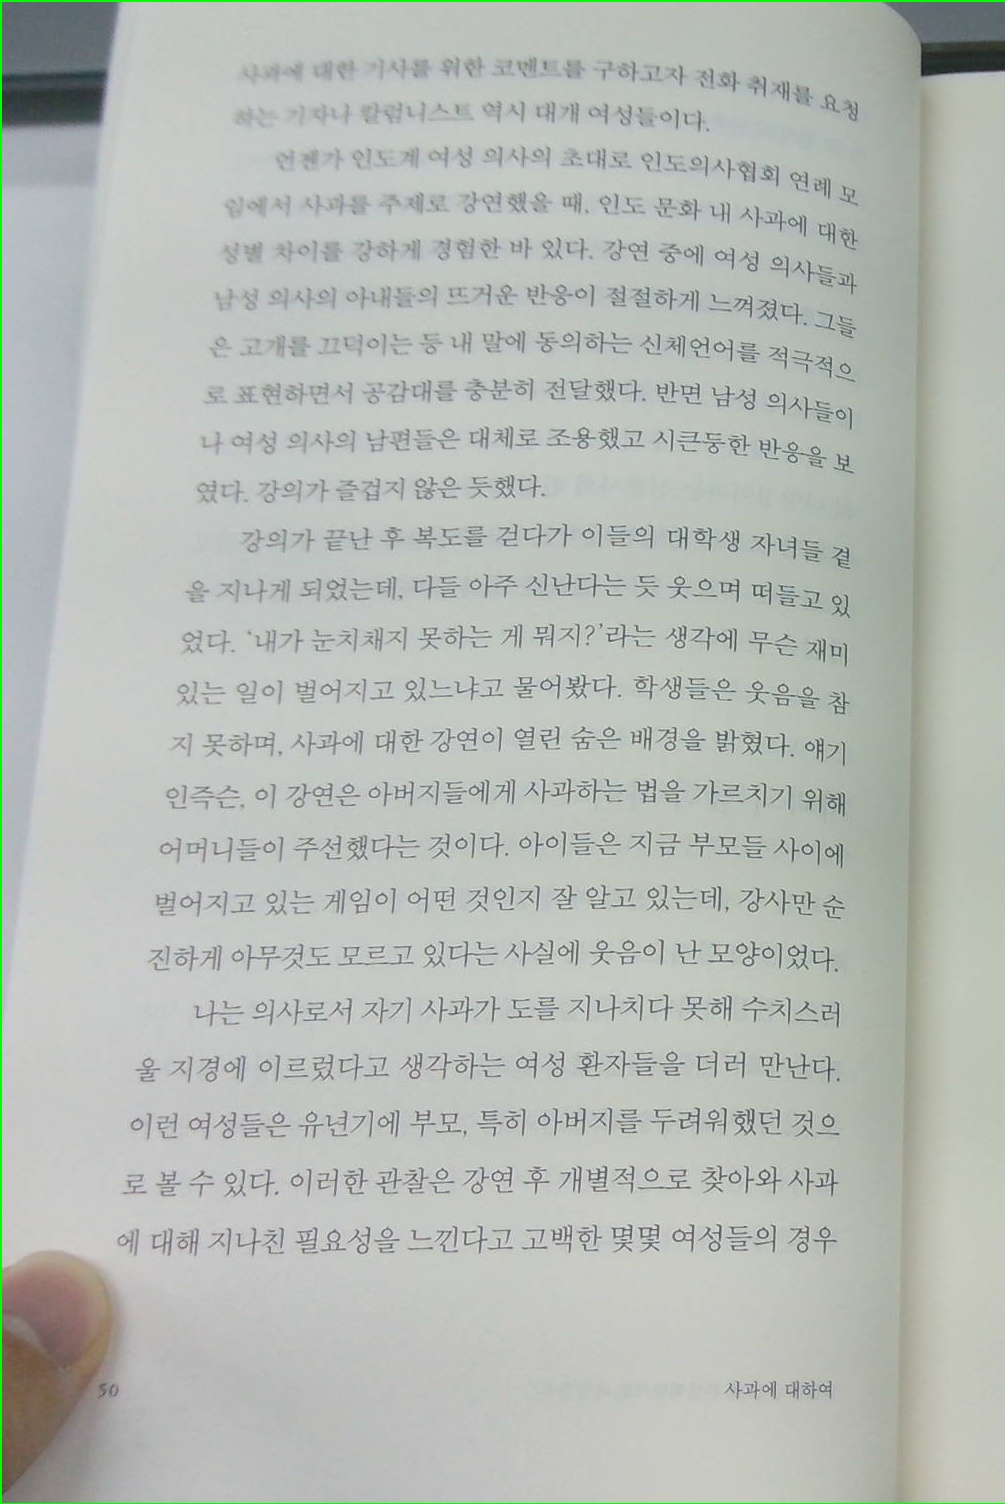 사과에 대한 기사를 위한 코멘트를 구하고자 전화 취재를 요청
하는 기자나 칼럼니스트 역시 대개 여성들이다.
언젠가 인도계 여성 의사의 초대로 인도의사협회 연례 모
임에서 사과를 주제로 강연했을 때, 인도 문화 내 사과에 대한
성별 차이를 강하게 경험한 바 있다. 강연 중에 여성 의사들과
남성 의사의 아내들의 뜨거운 반응이 절절하게 느껴졌다. 그들
은 고개를 끄덕이는 등 내 말에 동의하는 신체언어를 적극적으
로 표현하면서 공감대를 충분히 전달했다. 반면 남성 의사들이
나 여성 의사의 남편들은 대체로 조용했고 시큰둥한 반응을 보
였다. 강의가 즐겁지 않은 듯했다.
강의가 끝난 후 복도를 걷다가 이들의 대학생 자녀들 곁
을 지나게 되었는데, 다들 아주 신난다는 듯 웃으며 떠들고 있
었다. ‘내가 눈치채지 못하는 게 뭐지?’라는 생각에 무슨 재미
있는 일이 벌어지고 있느냐고 물어봤다. 학생들은 웃음을 참
지 못하며, 사과에 대한 강연이 열린 숨은 배경을 밝혔다. 얘기
인즉슨, 이 강연은 아버지들에게 사과하는 법을 가르치기 위해
어머니들이 주선했다는 것이다. 아이들은 지금 부모들 사이에
벌어지고 있는 게임이 어떤 것인지 잘 알고 있는데, 강사만 순
진하게 아무것도 모르고 있다는 사실에 웃음이 난 모양이었다.
나는 의사로서 자기 사과가 도를 지나치다 못해 수치스러
울 지경에 이르렀다고 생각하는 여성 환자들을 더러 만난다.
이런 여성들은 유년기에 부모, 특히 아버지를 두려워했던 것으
로 볼 수 있다. 이러한 관찰은 강연 후 개별적으로 찾아와 사과
에 대해 지나친 필요성을 느낀다고 고백한 몇몇 여성들의 경우
50
사과에 대하여